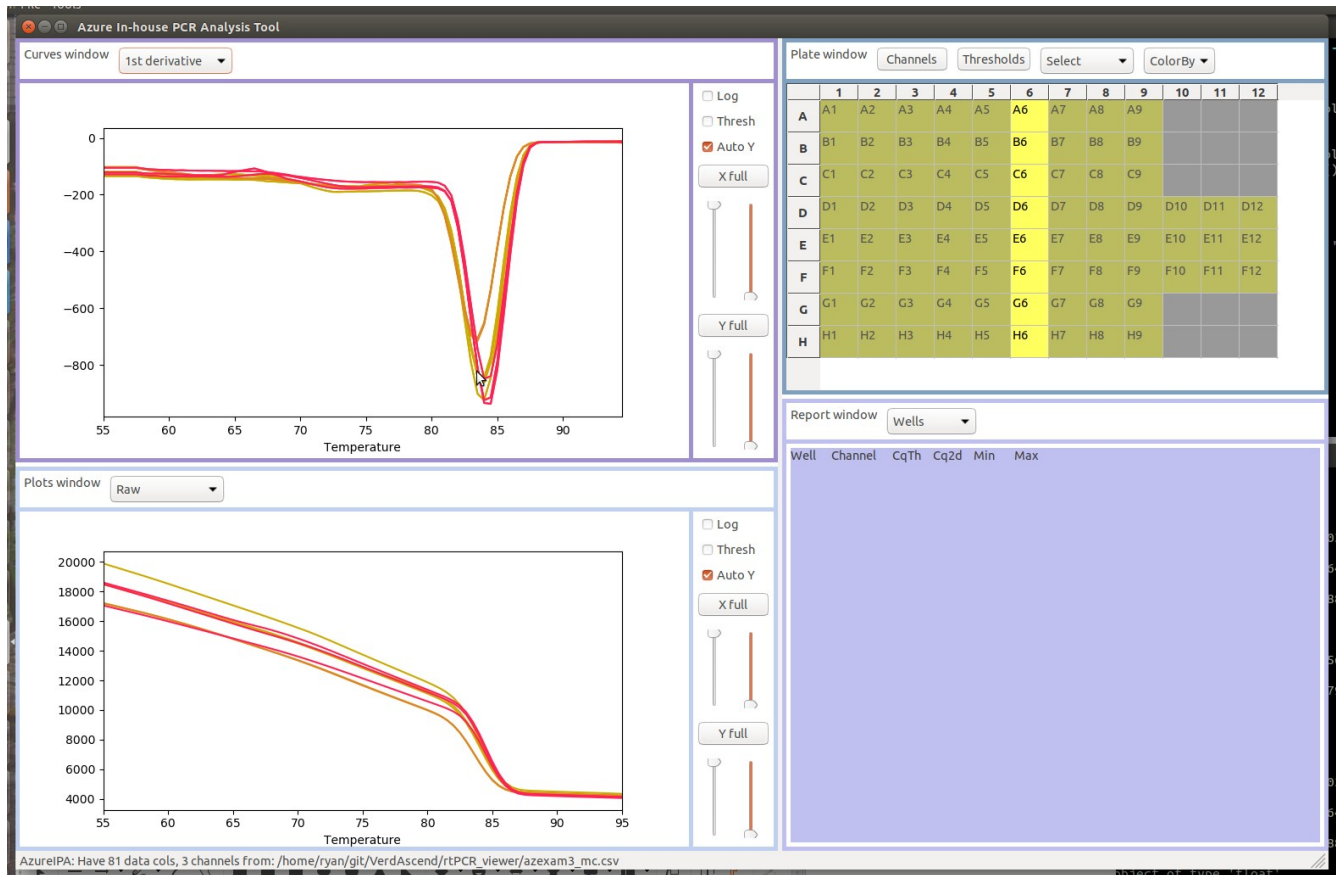 File Tools
Azure In-house PCR Analysis Tool
Curves window 1st derivative
Log
Thresh
Auto Y
X full
Y full
0
−200
−400
−600
−800
55 60 65 70 75 80 85 90
Temperature
Plots window Raw
Log
Thresh
Auto Y
X full
Y full
20000
18000
16000
14000
12000
10000
8000
6000
4000
55 60 65 70 75 80 85 90 95
Temperature
Plate window Channels Thresholds Select ColorBy
1 2 3 4 5 6 7 8 9 10 11 12
A A1 A2 A3 A4 A5 A6 A7 A8 A9
B B1 B2 B3 B4 B5 B6 B7 B8 B9
C C1 C2 C3 C4 C5 C6 C7 C8 C9
D D1 D2 D3 D4 D5 D6 D7 D8 D9 D10 D11 D12
E E1 E2 E3 E4 E5 E6 E7 E8 E9 E10 E11 E12
F F1 F2 F3 F4 F5 F6 F7 F8 F9 F10 F11 F12
G G1 G2 G3 G4 G5 G6 G7 G8 G9
H H1 H2 H3 H4 H5 H6 H7 H8 H9
Report window Wells
Well Channel CqTh Cq2d Min Max
AzureIPA: Have 81 data cols, 3 channels from: /home/ryan/git/VerdAscend/rtPCR_viewer/azexam3_mc.csv
object of type 'float'